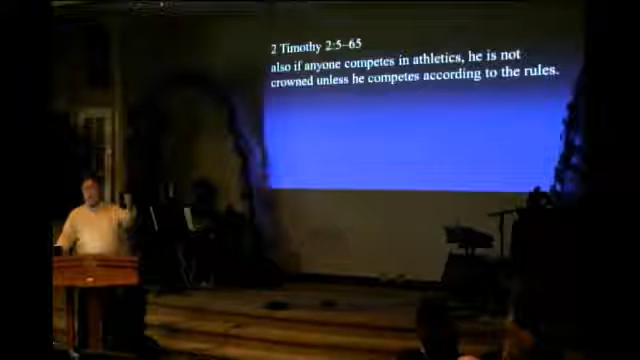 2 Timothy 2:5–65
also if anyone competes in athletics, he is not
crowned unless he competes according to the rules.